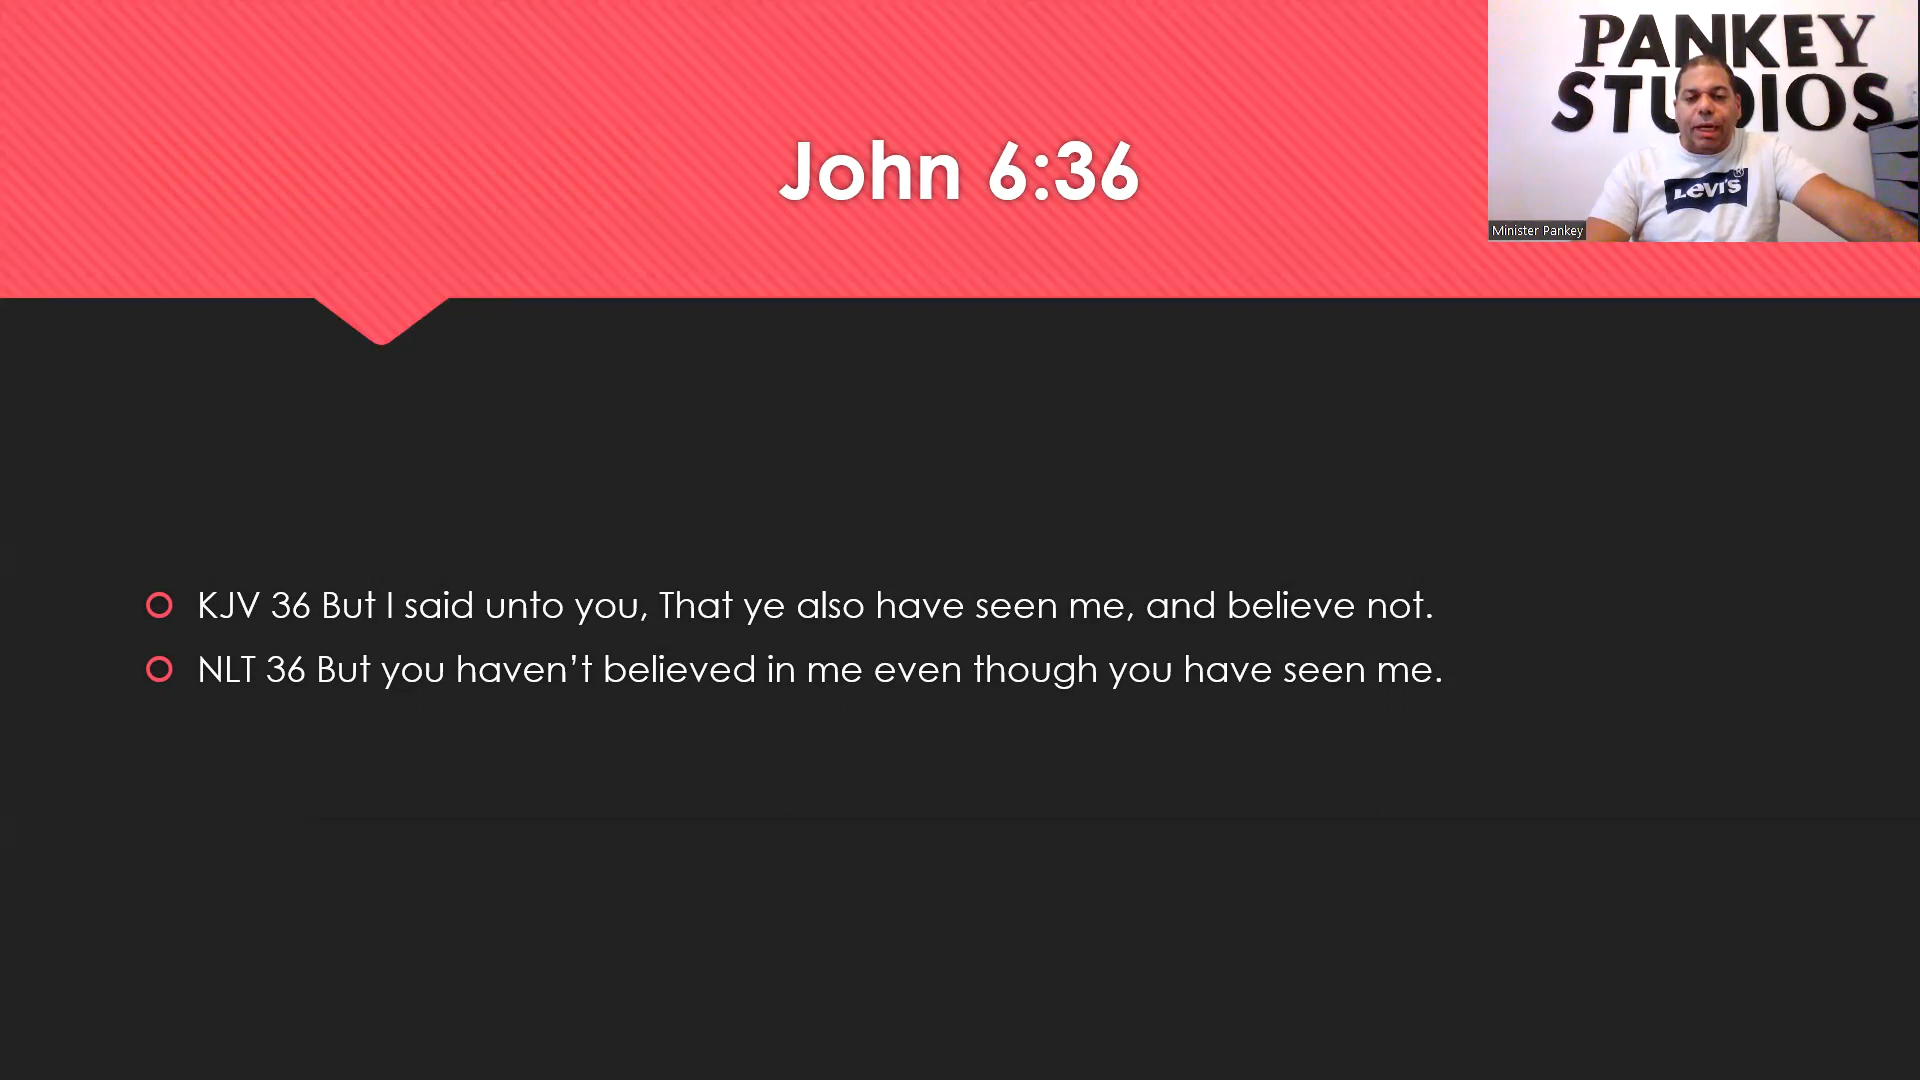 John 6:36
PANKEY
STUDIOS
LEVI'S®
Minister Pankey
KJV 36 But I said unto you, That ye also have seen me, and believe not.
NLT 36 But you haven’t believed in me even though you have seen me.